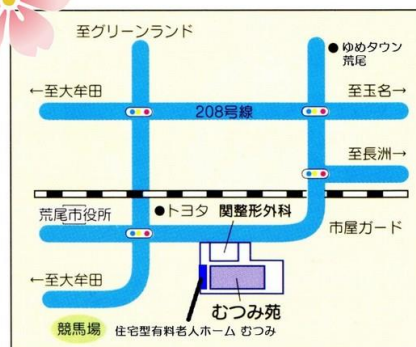 至グリーンランド
●ゆめタウン
荒尾
←至大牟田
208号線
至玉名→
至長洲→
荒尾市役所
●トヨタ
関整形外科
市屋ガード
←至大牟田
むつみ苑
競馬場
住宅型有料老人ホーム むつみ